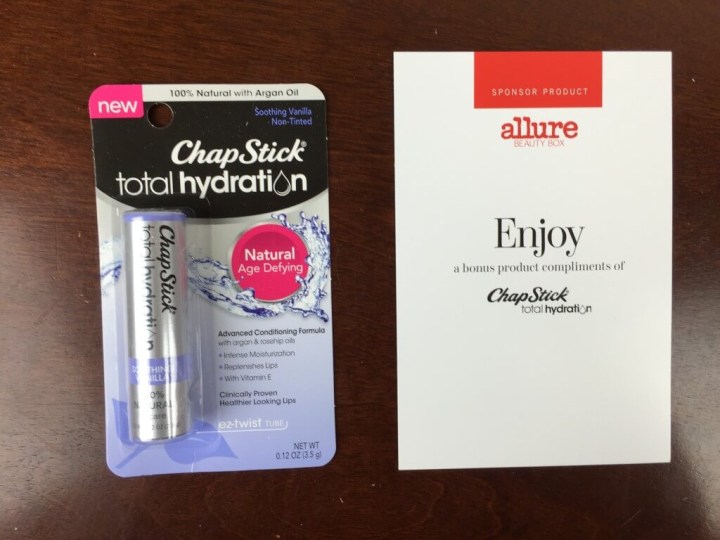 new
100% Natural with Argan Oil
Soothing Vanilla
Non-Tinted
ChapStick®
total hydration
Natural
Age Defying
ChapStick
total hydration
SOOTHING
VANILLA
NATURAL
Advanced Conditioning Formula
with argan & rosehip oils
• Intense Moisturization
• Replenishes Lips
• With Vitamin E
Clinically Proven
Healthier Looking Lips
ez-twist TUBE
NET WT
0.12 OZ (3.5 g)
SPONSOR PRODUCT
allure
BEAUTY BOX
Enjoy
a bonus product compliments of
ChapStick®
total hydration